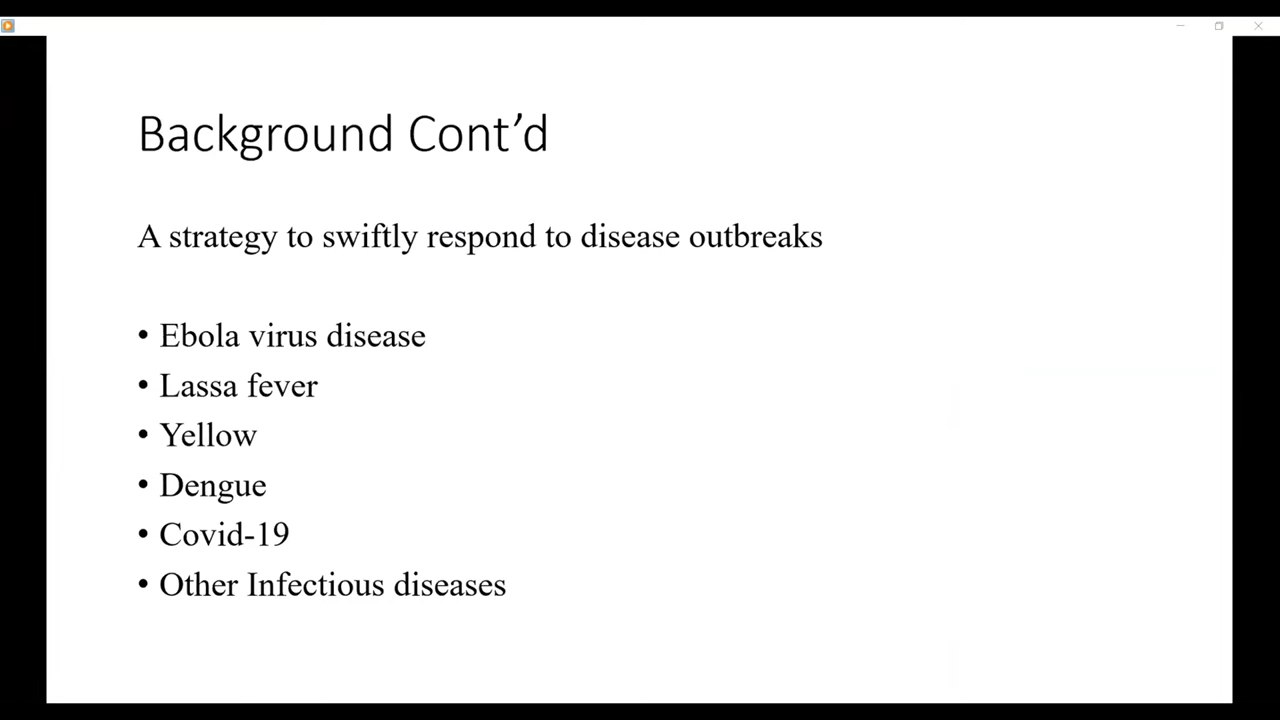 Background Cont’d
A strategy to swiftly respond to disease outbreaks
• Ebola virus disease
• Lassa fever
• Yellow
• Dengue
• Covid-19
• Other Infectious diseases